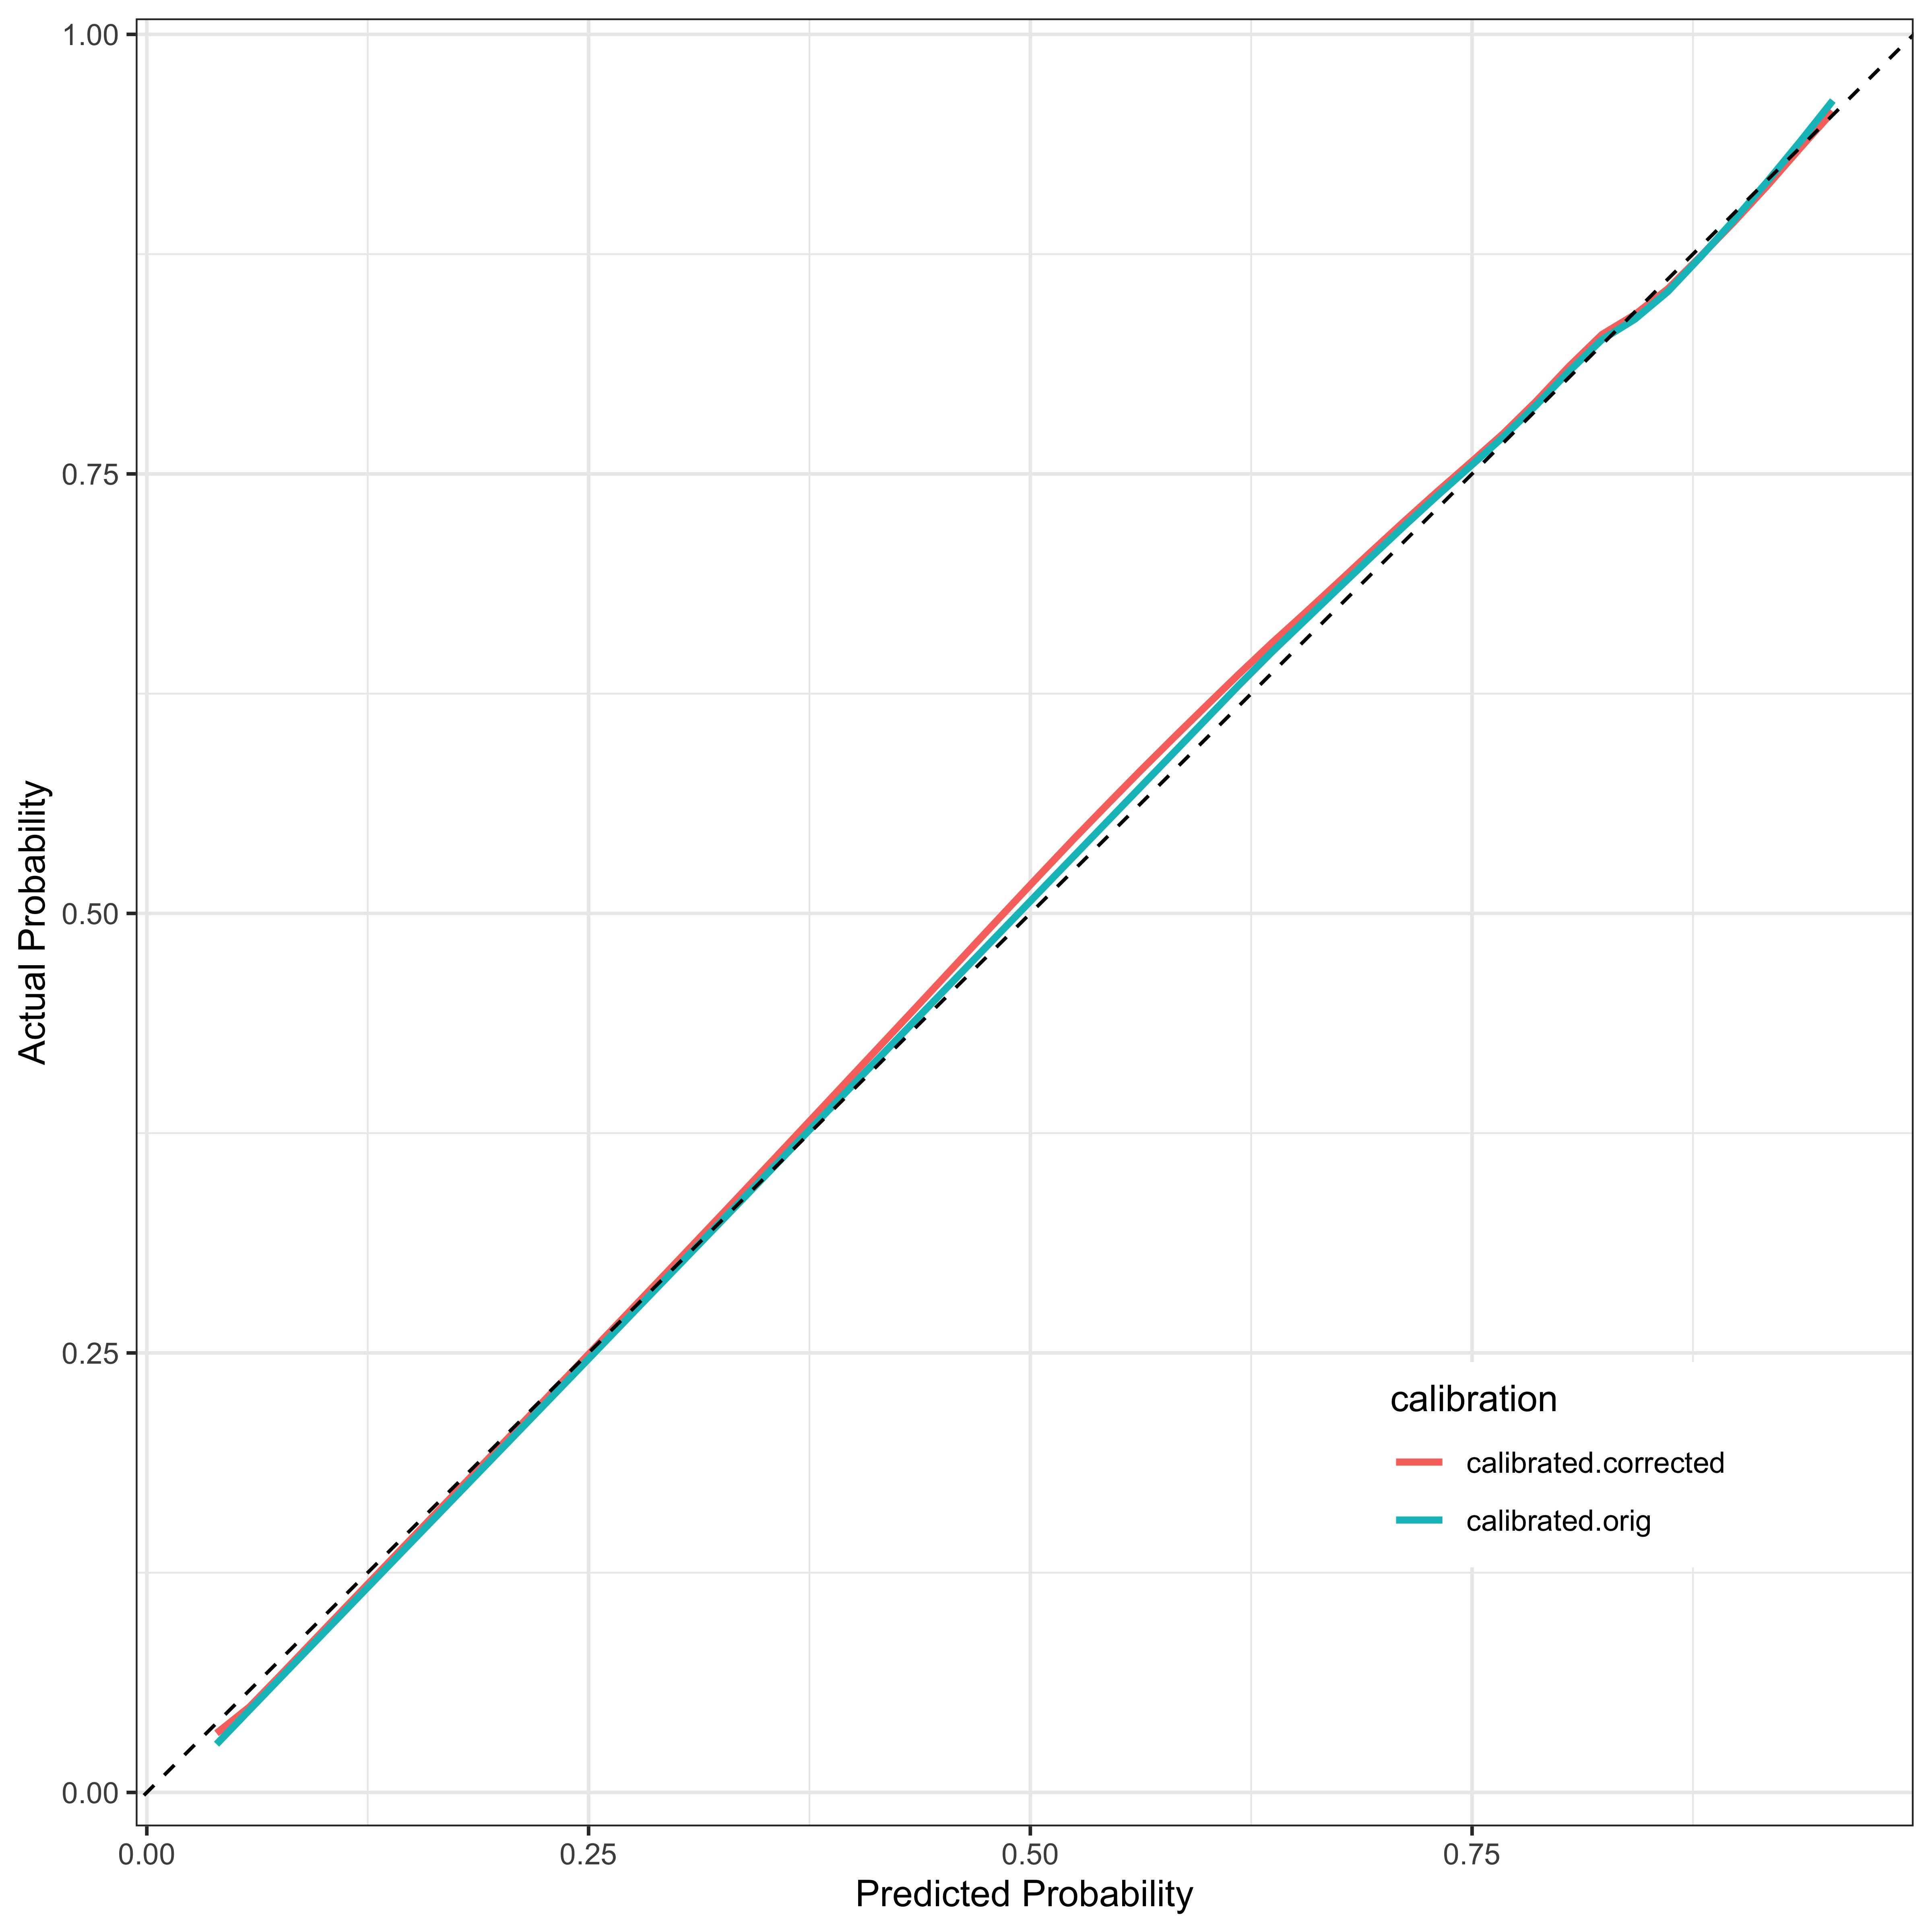 1.00
0.75
0.50
0.25
0.00
Actual Probability
calibration
calibrated.corrected
calibrated.orig
0.00 0.25 0.50 0.75
Predicted Probability